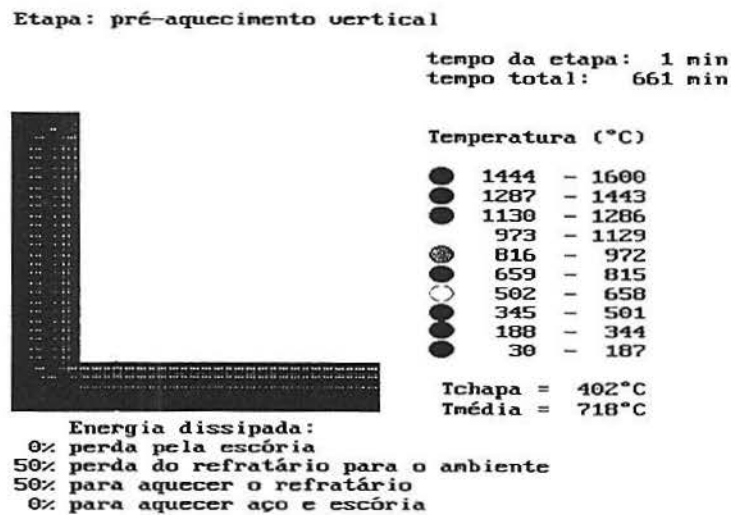 Etapa: pré-aquecimento vertical
tempo da etapa: 1 min
tempo total: 661 min
Temperatura (°C)
1444 - 1600
1287 - 1443
1130 - 1286
973 - 1129
816 - 972
659 - 815
502 - 658
345 - 501
188 - 344
30 - 187
Tchapa = 402°C
Tmédia = 718°C
Energia dissipada:
0% perda pela escória
50% perda do refratário para o ambiente
50% para aquecer o refratário
0% para aquecer aço e escória